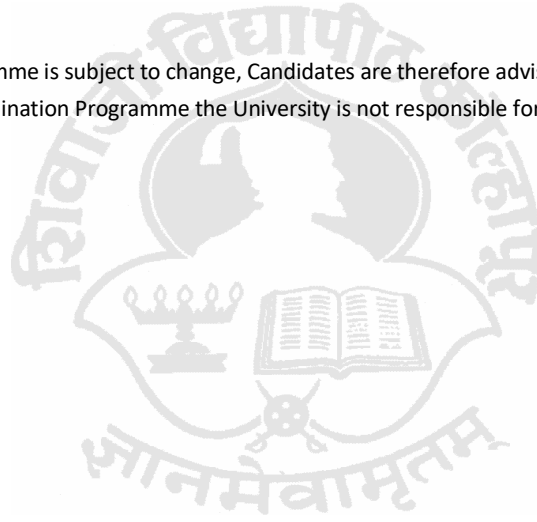 शिवाजी विद्यापीठ कोल्हापूर
mme is subject to change, Candidates are therefore advis
ination Programme the University is not responsible for
ज्ञानमेवामृतम्